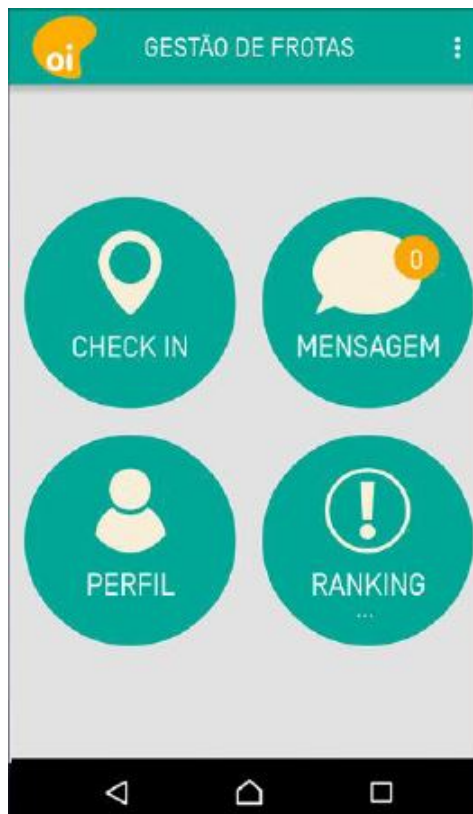 oi
GESTÃO DE FROTAS
CHECK IN
0
MENSAGEM
PERFIL
!
RANKING
...